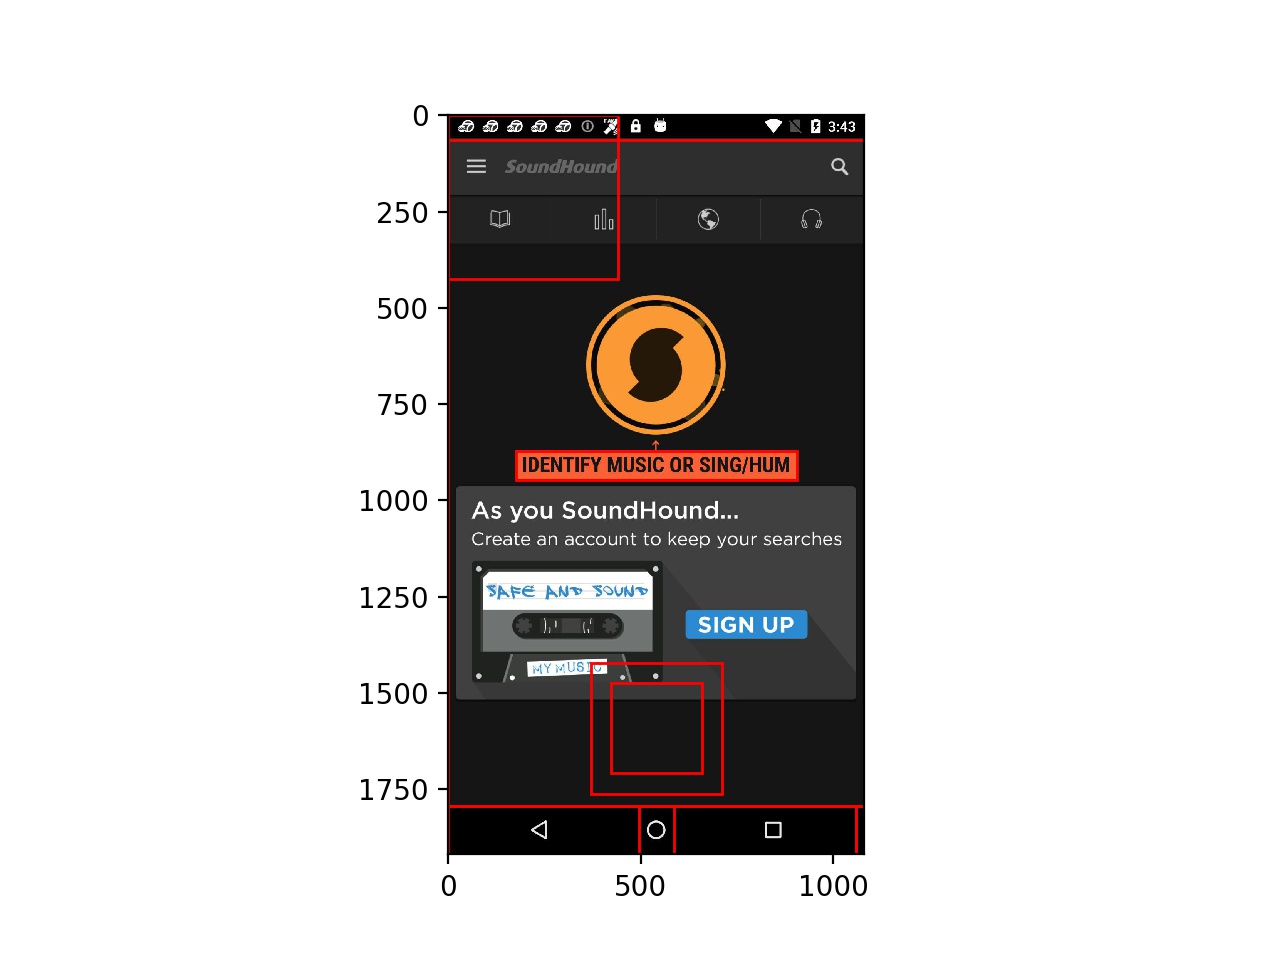 0
250
500
750
1000
1250
1500
1750
0
500
1000
3:43
SoundHound
IDENTIFY MUSIC OR SING/HUM
As you SoundHound...
Create an account to keep your searches
SAFE AND SOUND
SIGN UP
MY MUSIC